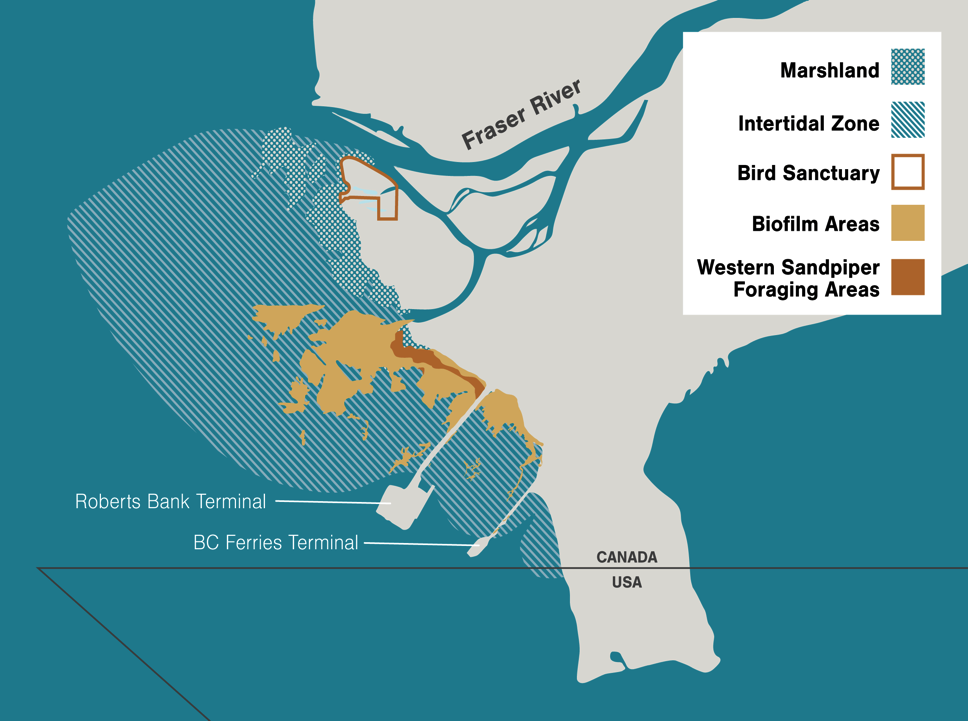 Fraser River
Marshland
Intertidal Zone
Bird Sanctuary
Biofilm Areas
Western Sandpiper
Foraging Areas
Roberts Bank Terminal
BC Ferries Terminal
CANADA
USA